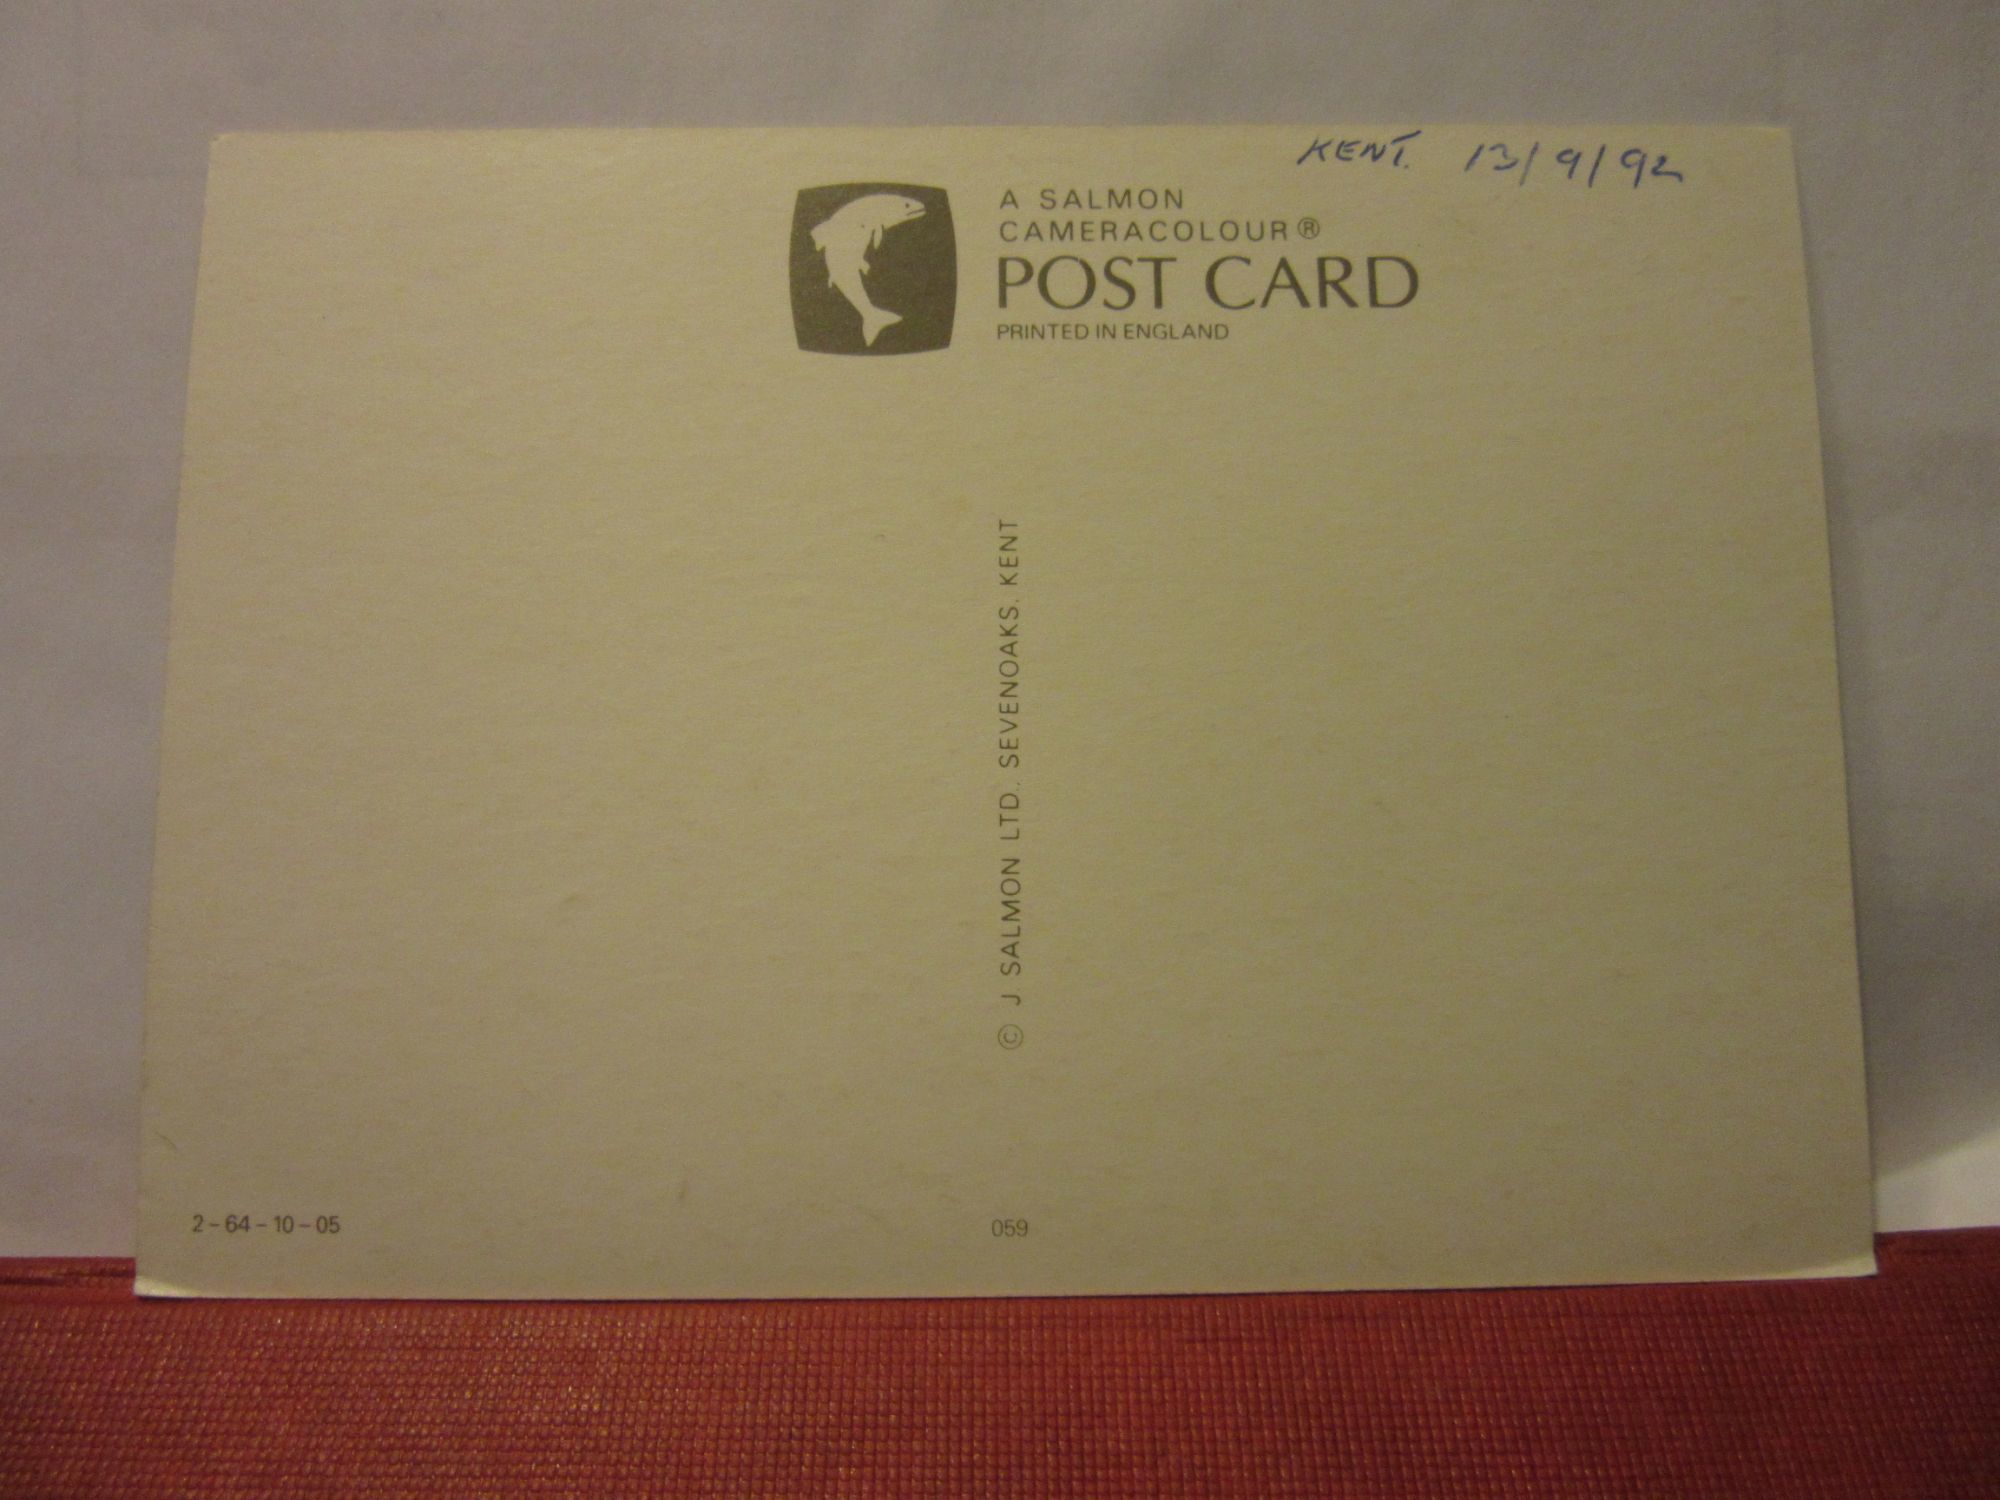 KENT. 13/9/92
A SALMON
CAMERACOLOUR®
POST CARD
PRINTED IN ENGLAND
© J. SALMON LTD., SEVENOAKS. KENT
2-64-10-05
059